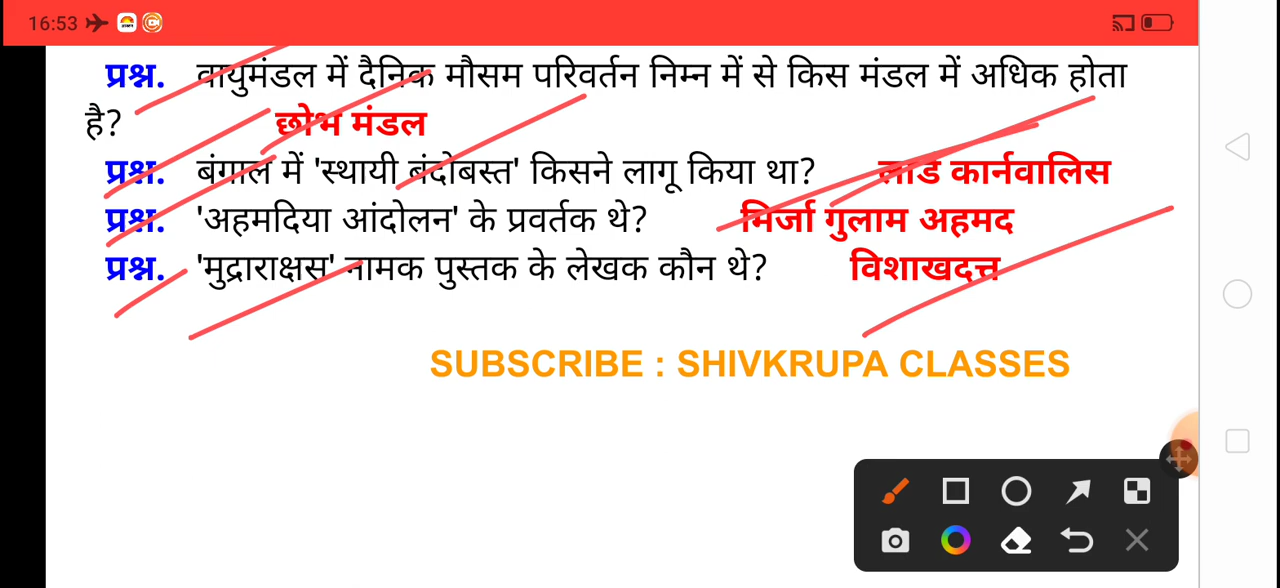 16:53
प्रश्न. वायुमंडल में दैनिक मौसम परिवर्तन निम्न में से किस मंडल में अधिक होता
है? छोभ मंडल
प्रश्न. बंगाल में 'स्थायी बंदोबस्त' किसने लागू किया था? लार्ड कार्नवालिस
प्रश्न. 'अहमदिया आंदोलन' के प्रवर्तक थे? मिर्जा गुलाम अहमद
प्रश्न. 'मुद्राराक्षस' नामक पुस्तक के लेखक कौन थे? विशाखदत्त
SUBSCRIBE : SHIVKRUPA CLASSES